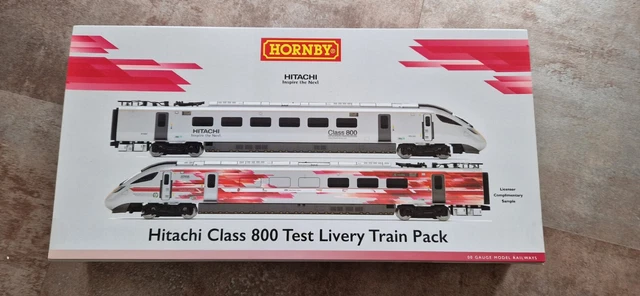 HORNBY®
HITACHI
Inspire the Next
HITACHI
Inspire the Next
Class 800
Licensor
Complimentary
Sample
Hitachi Class 800 Test Livery Train Pack
OO GAUGE MODEL RAILWAYS